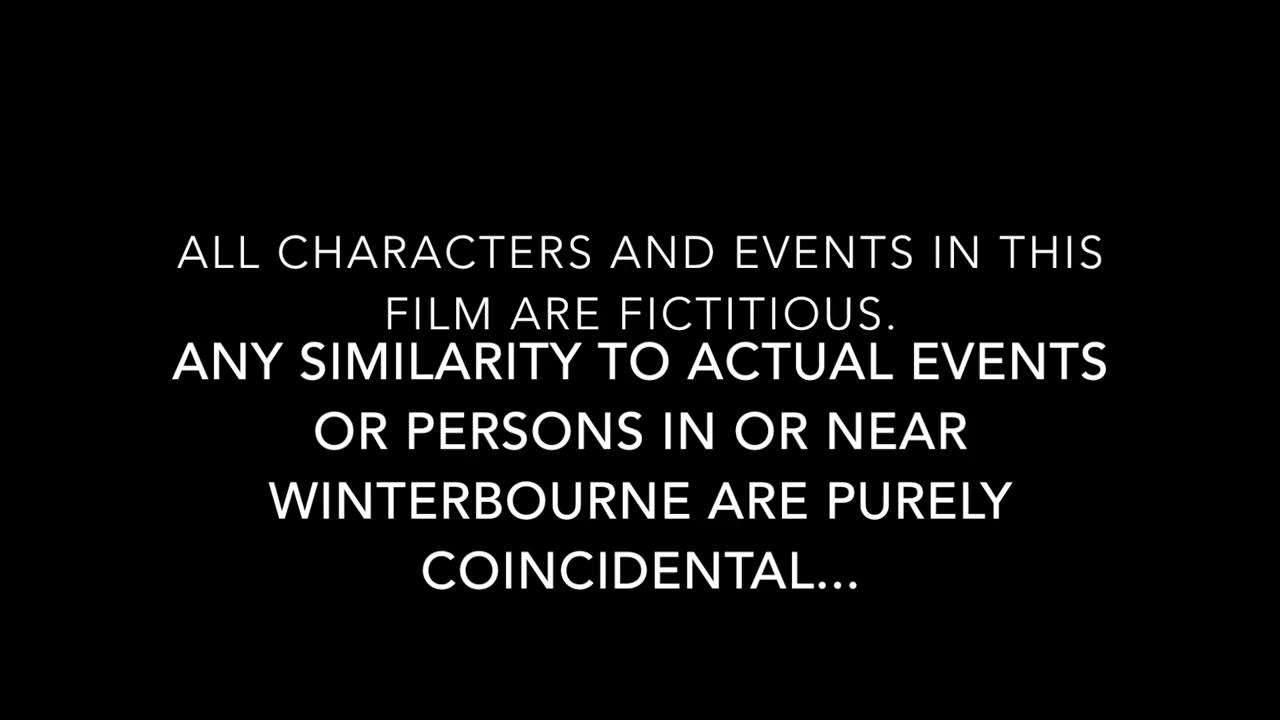 ALL CHARACTERS AND EVENTS IN THIS
FILM ARE FICTITIOUS.
ANY SIMILARITY TO ACTUAL EVENTS
OR PERSONS IN OR NEAR
WINTERBOURNE ARE PURELY
COINCIDENTAL...